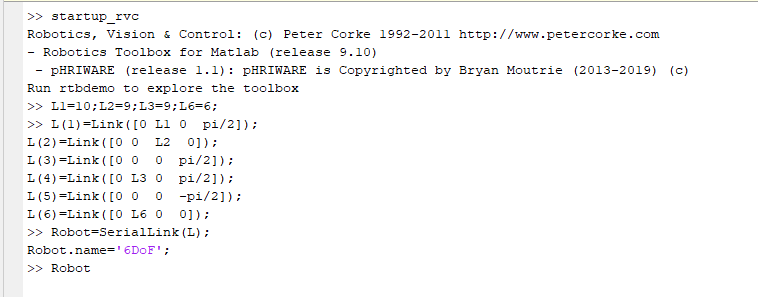 >> startup_rvc
Robotics, Vision & Control: (c) Peter Corke 1992-2011 http://www.petercorke.com
- Robotics Toolbox for Matlab (release 9.10)
 - pHRIWARE (release 1.1): pHRIWARE is Copyrighted by Bryan Moutrie (2013-2019) (c)
Run rtbdemo to explore the toolbox
>> L1=10;L2=9;L3=9;L6=6;
>> L(1)=Link([0 L1 0  pi/2]);
L(2)=Link([0 0  L2  0]);
L(3)=Link([0 0  0  pi/2]);
L(4)=Link([0 L3 0  pi/2]);
L(5)=Link([0 0  0  -pi/2]);
L(6)=Link([0 L6 0  0]);
>> Robot=SerialLink(L);
Robot.name='6DoF';
>> Robot